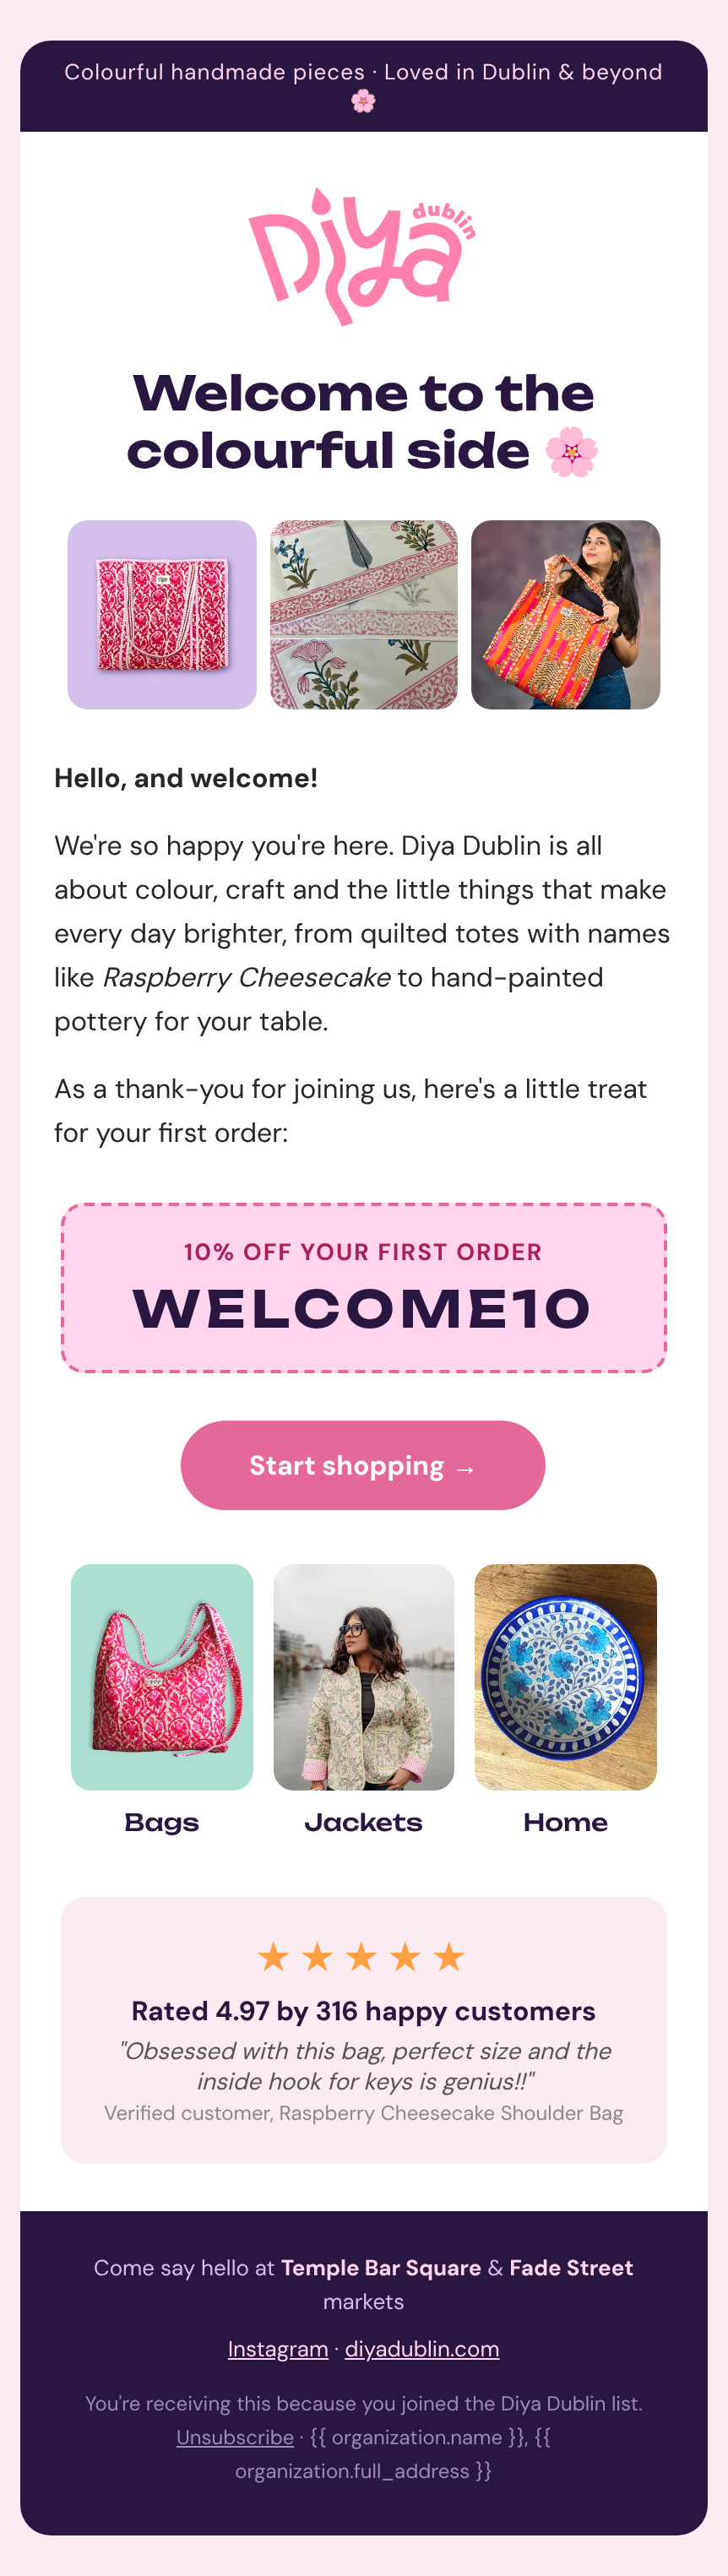 Colourful handmade pieces · Loved in Dublin & beyond
🌸
Diya dublin
Welcome to the
colourful side 🌸
Hello, and welcome!
We're so happy you're here. Diya Dublin is all
about colour, craft and the little things that make
every day brighter, from quilted totes with names
like Raspberry Cheesecake to hand-painted
pottery for your table.
As a thank-you for joining us, here's a little treat
for your first order:
10% OFF YOUR FIRST ORDER
WELCOME10
Start shopping →
Bags
Jackets
Home
★★★★★
Rated 4.97 by 316 happy customers
"Obsessed with this bag, perfect size and the
inside hook for keys is genius!!"
Verified customer, Raspberry Cheesecake Shoulder Bag
Come say hello at Temple Bar Square & Fade Street
markets
Instagram · diyadublin.com
You're receiving this because you joined the Diya Dublin list.
Unsubscribe · {{ organization.name }}, {{
organization.full_address }}